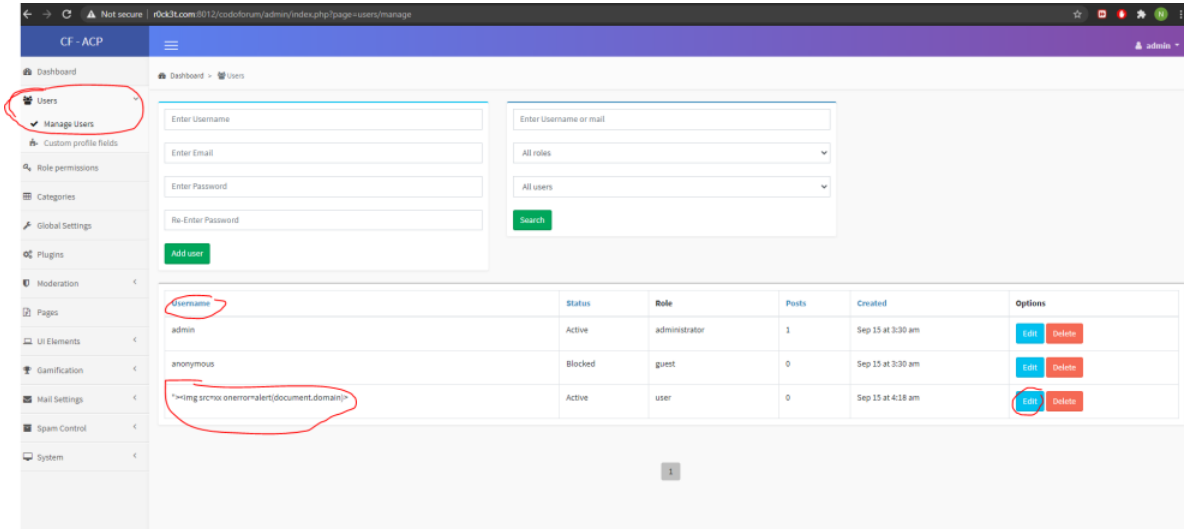 Not secure | r0ck3t.com:8012/codoforum/admin/index.php?page=users/manage
CF - ACP
admin
Dashboard
Dashboard > Users
Users
Manage Users
Custom profile fields
Role permissions
Categories
Global Settings
Plugins
Moderation
Pages
UI Elements
Gamification
Mail Settings
Spam Control
System
Enter Username
Enter Email
Enter Password
Re-Enter Password
Add user
Enter Username or mail
All roles
All users
Search
Username Status Role Posts Created Options
admin Active administrator 1 Sep 15 at 3:30 am Edit Delete
anonymous Blocked guest 0 Sep 15 at 3:30 am Edit Delete
"><img src=xx onerror=alert(document.domain)> Active user 0 Sep 15 at 4:18 am Edit Delete
1